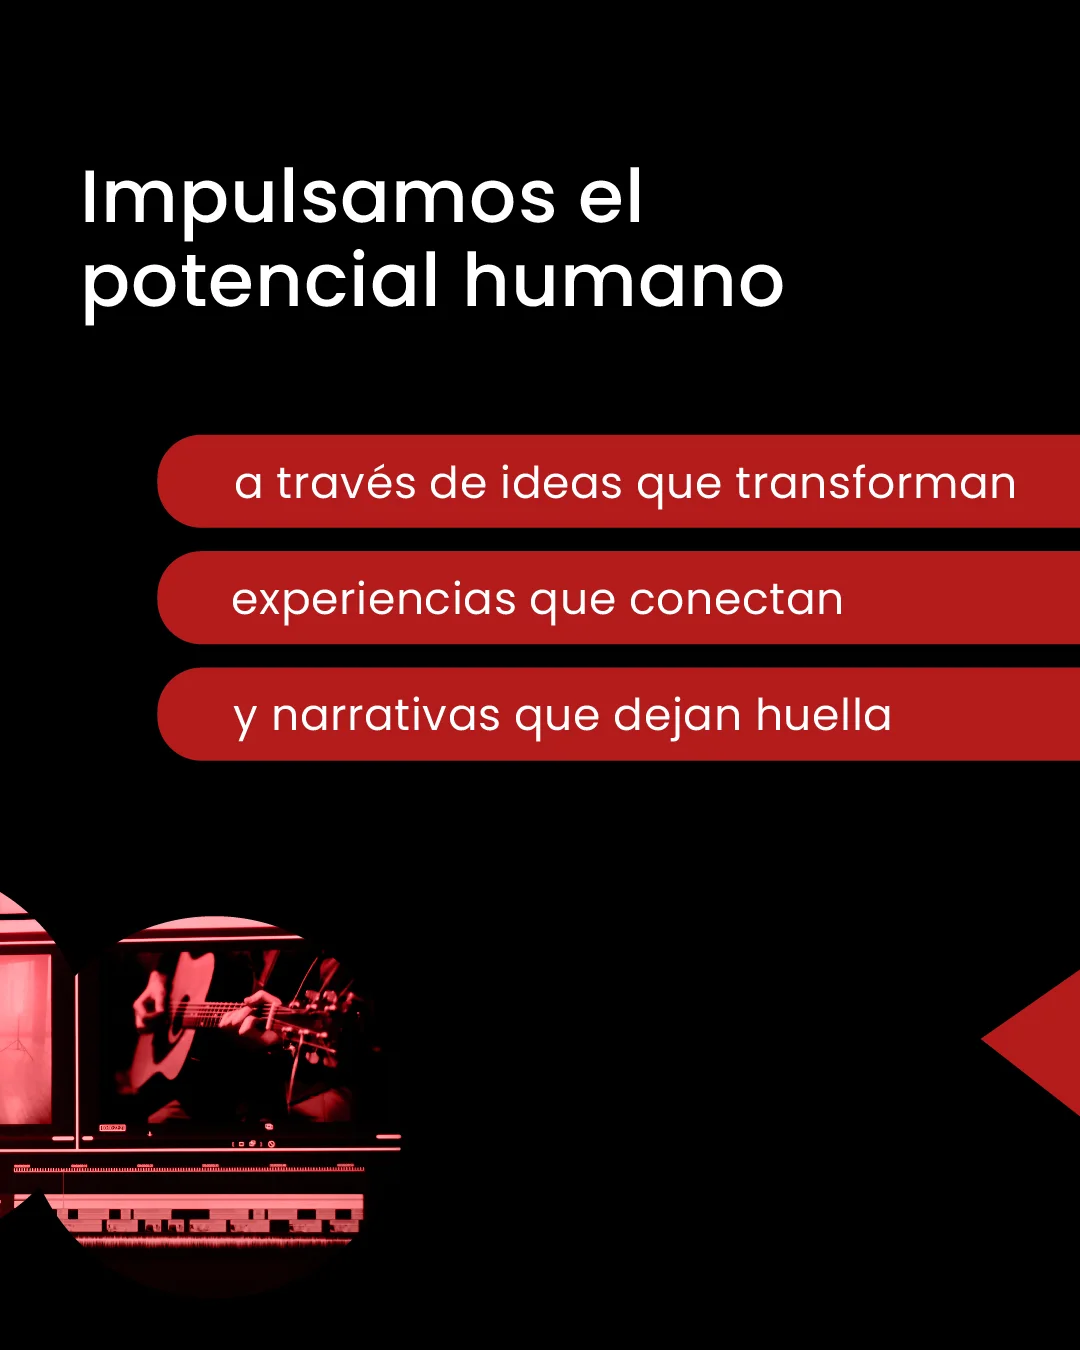 Impulsamos el
potencial humano
a través de ideas que transforman
experiencias que conectan
y narrativas que dejan huella